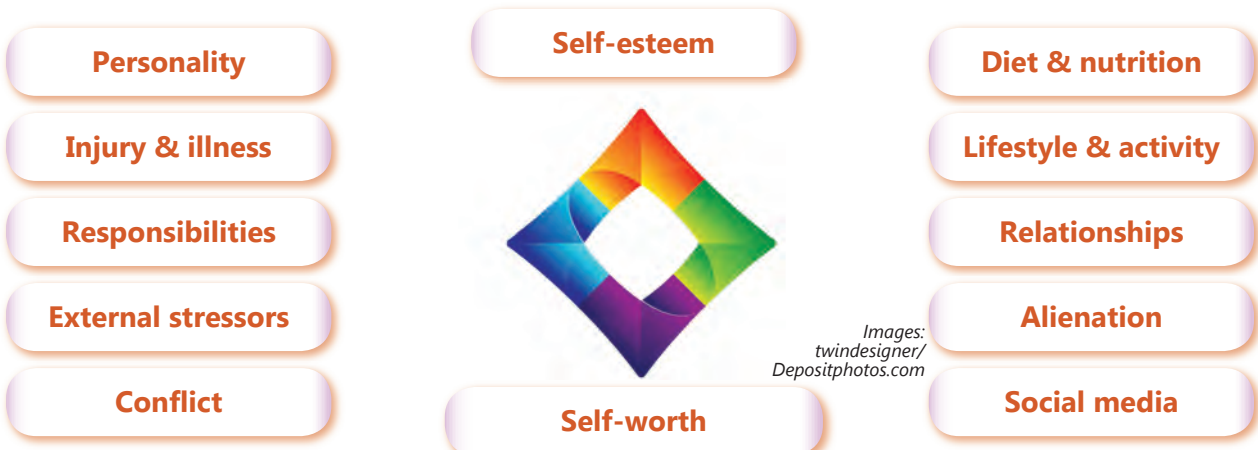 Personality
Injury & illness
Responsibilities
External stressors
Conflict
Self-esteem
Images:
twindesigner/
Depositphotos.com
Self-worth
Diet & nutrition
Lifestyle & activity
Relationships
Alienation
Social media